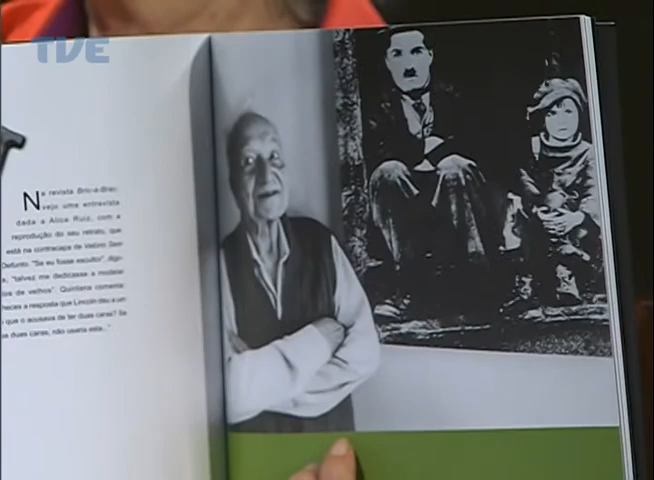 TVE
Na revista Bric-a-Brac,
vejo uma entrevista
dada a Alice Ruiz, com a
reprodução do seu retrato, que
está na contracapa de Velório Sem
Defunto. "Se eu fosse escultor", digo-
"talvez me dedicasse a modelar
de velhos". Quintana comenta:
a resposta que Lincoln deu a um
que o acusava de ter duas caras? Se
duas caras, não usaria esta..."